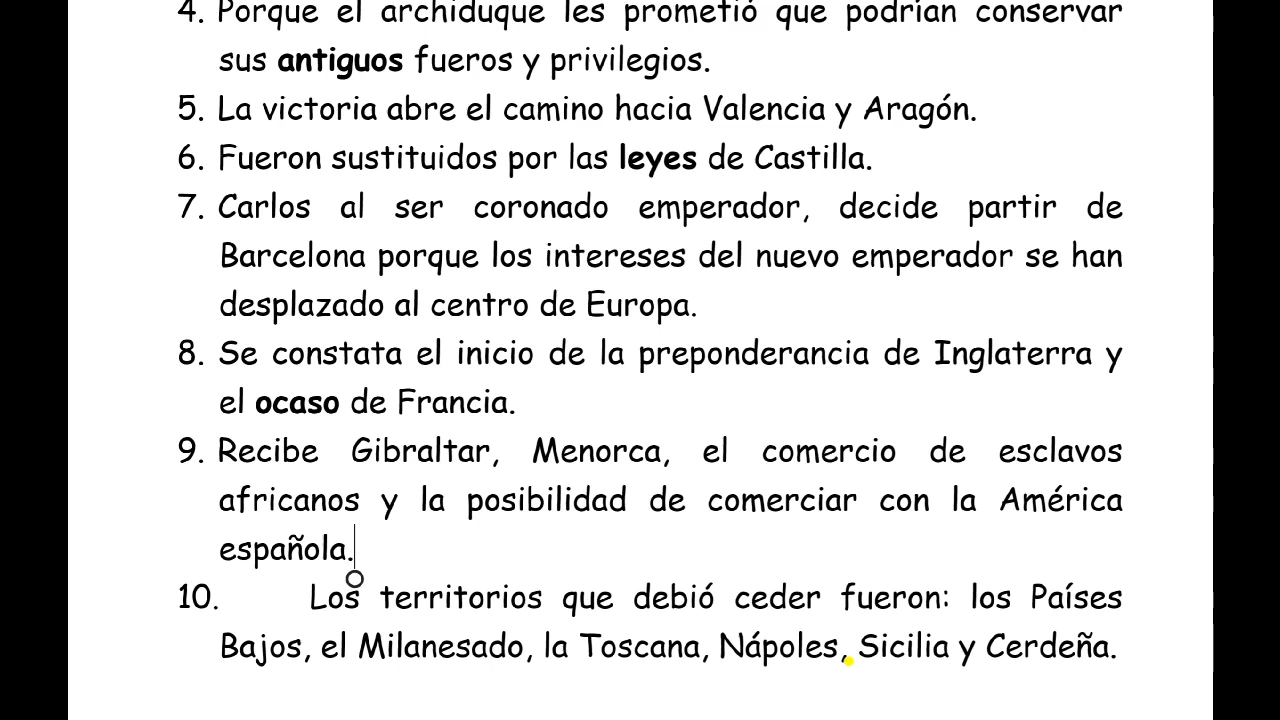 4. Porque el archiduque les prometió que podrían conservar
sus antiguos fueros y privilegios.
5. La victoria abre el camino hacia Valencia y Aragón.
6. Fueron sustituidos por las leyes de Castilla.
7. Carlos al ser coronado emperador, decide partir de
Barcelona porque los intereses del nuevo emperador se han
desplazado al centro de Europa.
8. Se constata el inicio de la preponderancia de Inglaterra y
el ocaso de Francia.
9. Recibe Gibraltar, Menorca, el comercio de esclavos
africanos y la posibilidad de comerciar con la América
española.
10. Los territorios que debió ceder fueron: los Países
Bajos, el Milanesado, la Toscana, Nápoles, Sicilia y Cerdeña.